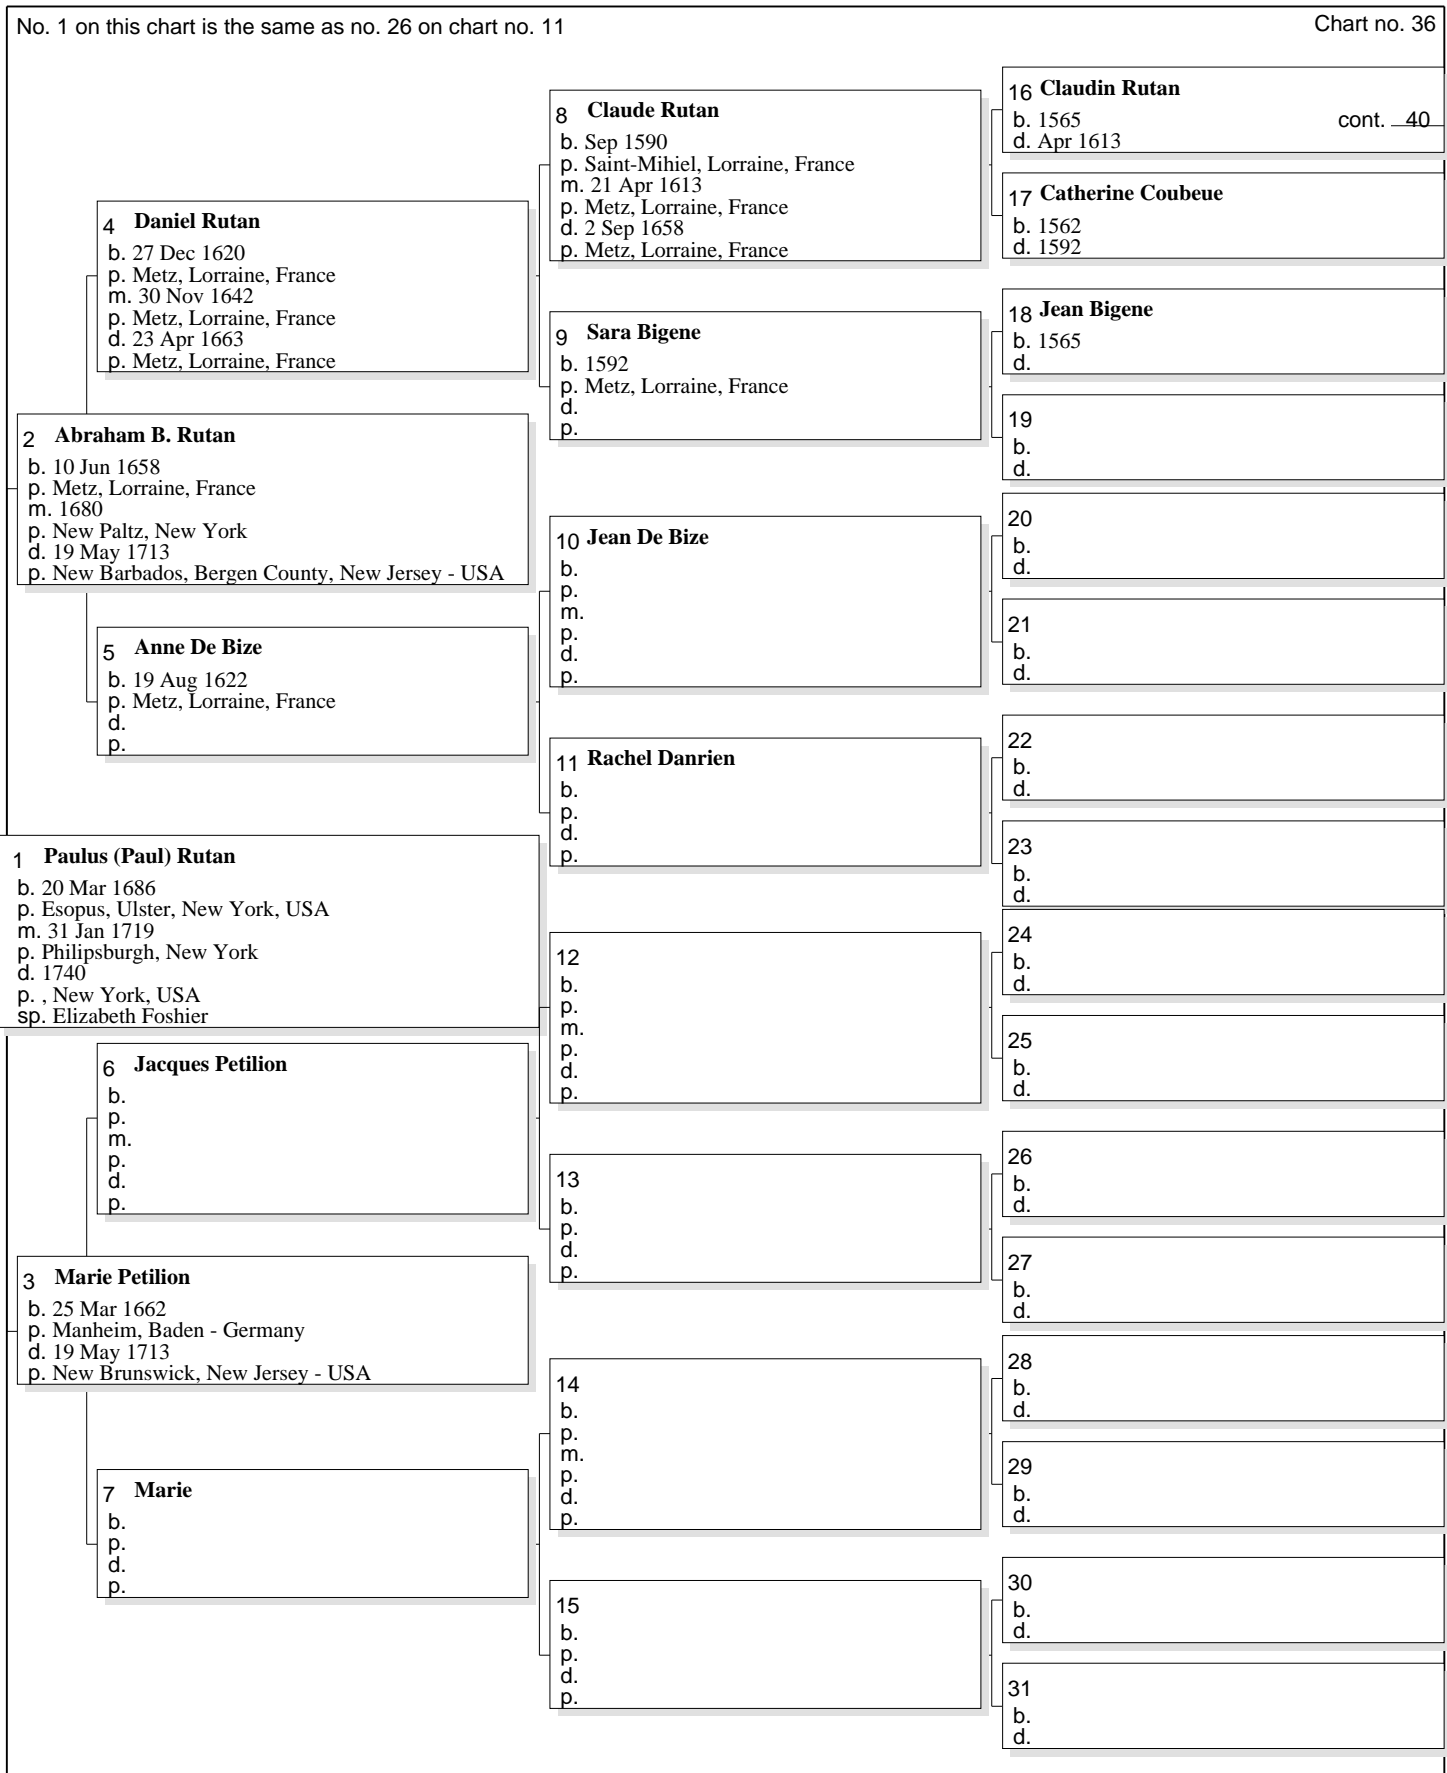 No. 1 on this chart is the same as no. 26 on chart no. 11
Chart no. 36
1 Paulus (Paul) Rutan
b. 20 Mar 1686
p. Esopus, Ulster, New York, USA
m. 31 Jan 1719
p. Philipsburgh, New York
d. 1740
p. , New York, USA
sp. Elizabeth Foshier
2 Abraham B. Rutan
b. 10 Jun 1658
p. Metz, Lorraine, France
m. 1680
p. New Paltz, New York
d. 19 May 1713
p. New Barbados, Bergen County, New Jersey - USA
3 Marie Petilion
b. 25 Mar 1662
p. Manheim, Baden - Germany
d. 19 May 1713
p. New Brunswick, New Jersey - USA
4 Daniel Rutan
b. 27 Dec 1620
p. Metz, Lorraine, France
m. 30 Nov 1642
p. Metz, Lorraine, France
d. 23 Apr 1663
p. Metz, Lorraine, France
5 Anne De Bize
b. 19 Aug 1622
p. Metz, Lorraine, France
d.
p.
6 Jacques Petilion
b.
p.
m.
p.
d.
p.
7 Marie
b.
p.
d.
p.
8 Claude Rutan
b. Sep 1590
p. Saint-Mihiel, Lorraine, France
m. 21 Apr 1613
p. Metz, Lorraine, France
d. 2 Sep 1658
p. Metz, Lorraine, France
9 Sara Bigene
b. 1592
p. Metz, Lorraine, France
d.
p.
10 Jean De Bize
b.
p.
m.
p.
d.
p.
11 Rachel Danrien
b.
p.
d.
p.
12
b.
p.
m.
p.
d.
p.
13
b.
p.
d.
p.
14
b.
p.
m.
p.
d.
p.
15
b.
p.
d.
p.
16 Claudin Rutan
b. 1565
cont. 40
d. Apr 1613
17 Catherine Coubeue
b. 1562
d. 1592
18 Jean Bigene
b. 1565
d.
19
b.
d.
20
b.
d.
21
b.
d.
22
b.
d.
23
b.
d.
24
b.
d.
25
b.
d.
26
b.
d.
27
b.
d.
28
b.
d.
29
b.
d.
30
b.
d.
31
b.
d.